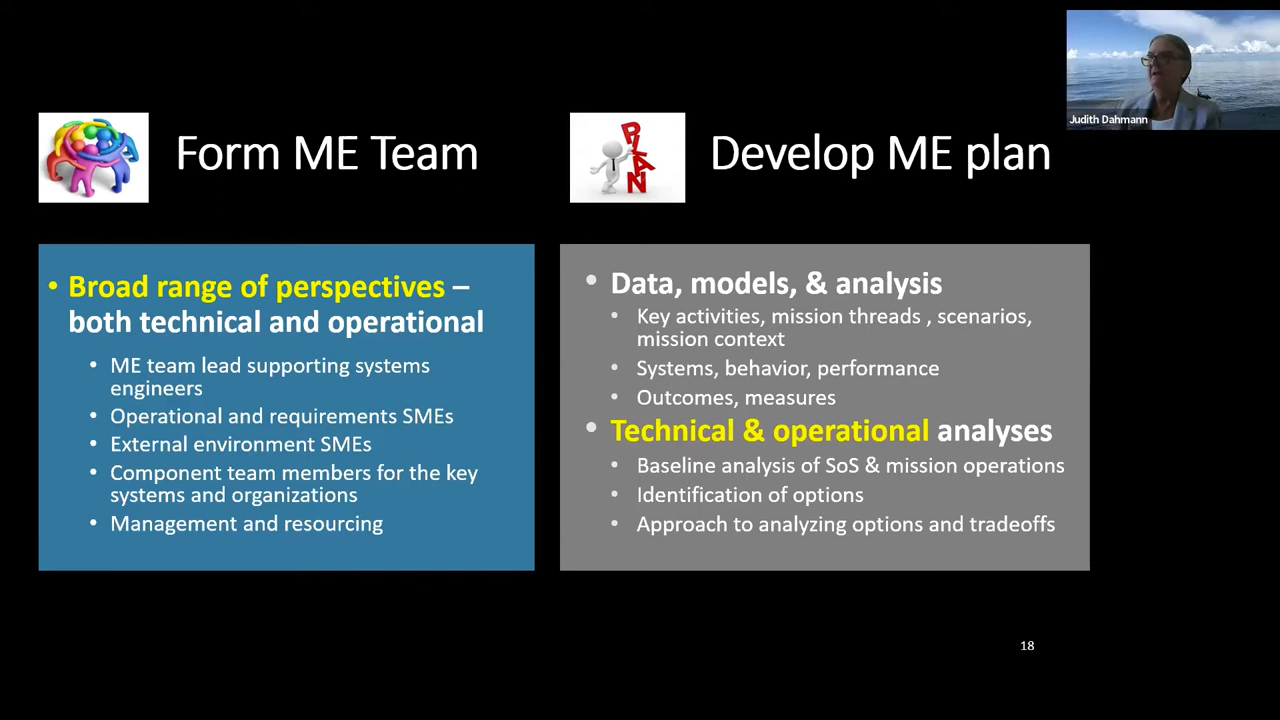 Judith Dahmann
Form ME Team
PLAN
Develop ME plan
• Broad range of perspectives –
both technical and operational
• ME team lead supporting systems
engineers
• Operational and requirements SMEs
• External environment SMEs
• Component team members for the key
systems and organizations
• Management and resourcing
• Data, models, & analysis
• Key activities, mission threads , scenarios,
mission context
• Systems, behavior, performance
• Outcomes, measures
• Technical & operational analyses
• Baseline analysis of SoS & mission operations
• Identification of options
• Approach to analyzing options and tradeoffs
18